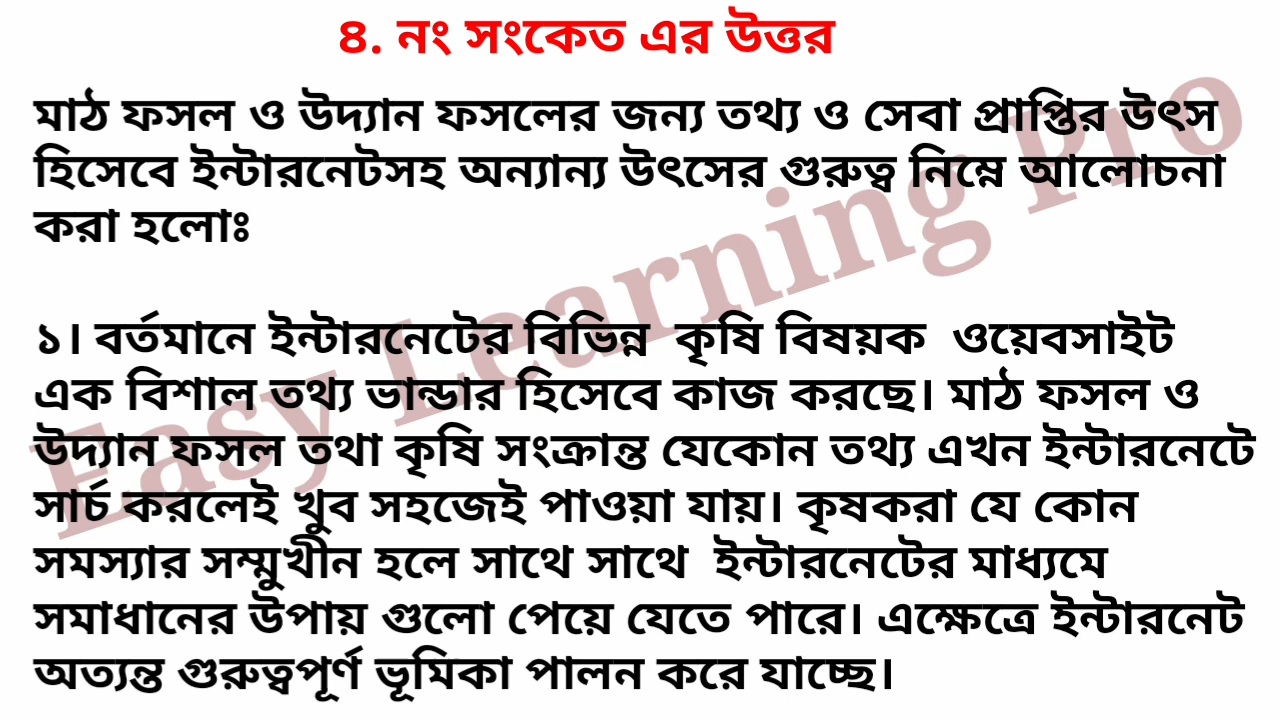 ৪. নং সংকেত এর উত্তর
মাঠ ফসল ও উদ্যান ফসলের জন্য তথ্য ও সেবা প্রাপ্তির উৎস
হিসেবে ইন্টারনেটসহ অন্যান্য উৎসের গুরুত্ব নিম্নে আলোচনা
করা হলোঃ
১। বর্তমানে ইন্টারনেটের বিভিন্ন কৃষি বিষয়ক ওয়েবসাইট
এক বিশাল তথ্য ভান্ডার হিসেবে কাজ করছে। মাঠ ফসল ও
উদ্যান ফসল তথা কৃষি সংক্রান্ত যেকোন তথ্য এখন ইন্টারনেটে
সার্চ করলেই খুব সহজেই পাওয়া যায়। কৃষকরা যে কোন
সমস্যার সম্মুখীন হলে সাথে সাথে ইন্টারনেটের মাধ্যমে
সমাধানের উপায় গুলো পেয়ে যেতে পারে। এক্ষেত্রে ইন্টারনেট
অত্যন্ত গুরুত্বপূর্ণ ভূমিকা পালন করে যাচ্ছে।
Easy Learning Pro